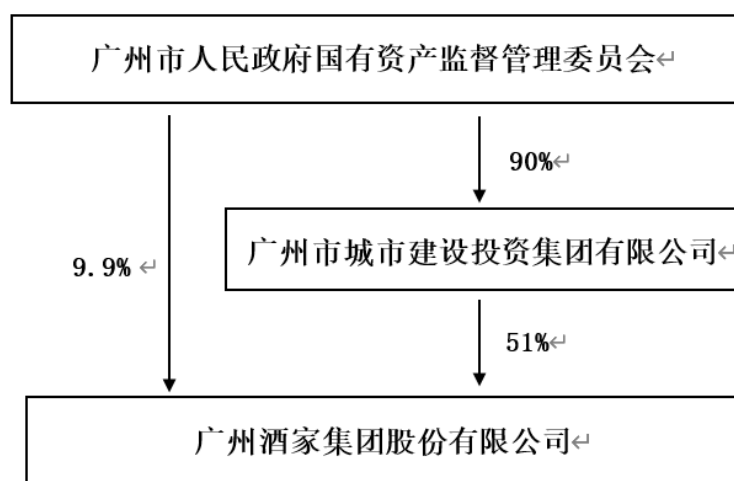 广州市人民政府国有资产监督管理委员会
90%
广州市城市建设投资集团有限公司
9.9%
51%
广州酒家集团股份有限公司